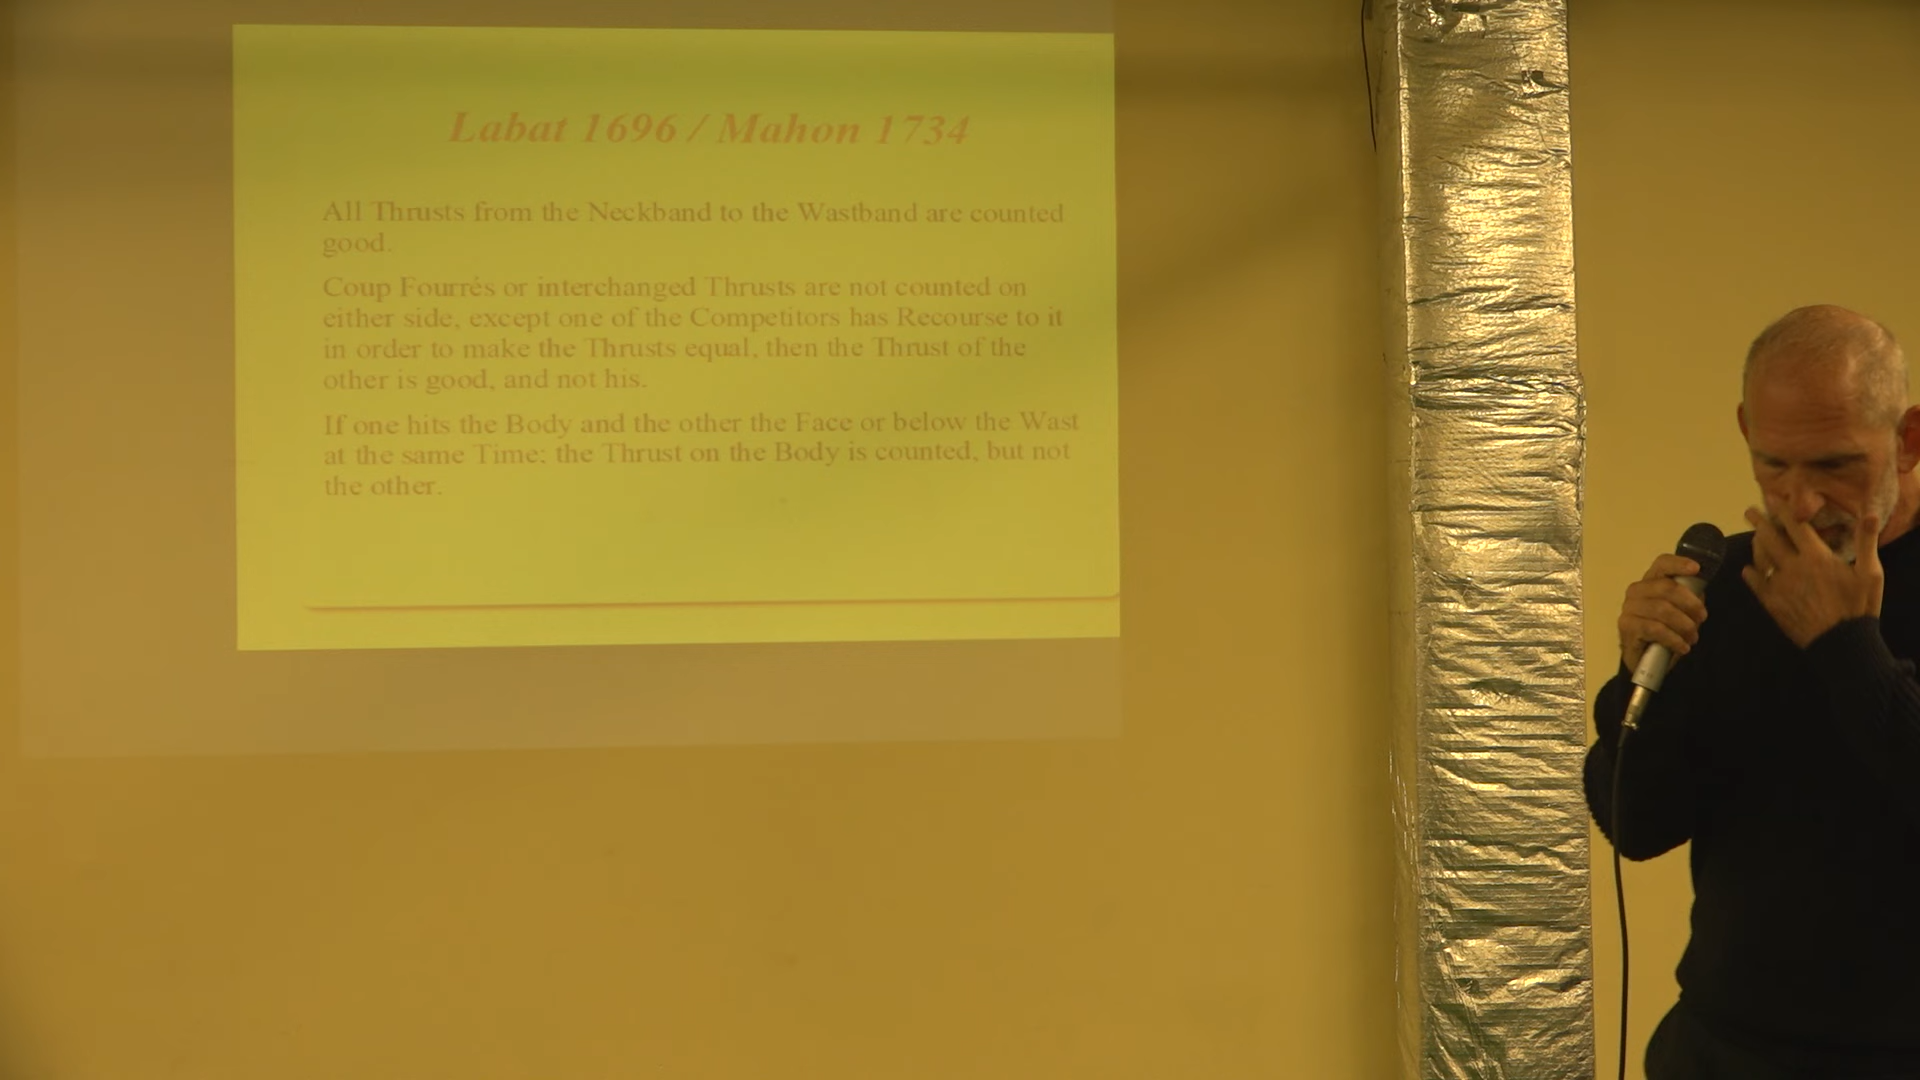 Labat 1696 / Mahon 1734
All Thrusts from the Neckband to the Wastband are counted
good.
Coup Fourrés or interchanged Thrusts are not counted on
either side, except one of the Competitors has Recourse to it
in order to make the Thrusts equal, then the Thrust of the
other is good, and not his.
If one hits the Body and the other the Face or below the Wast
at the same Time; the Thrust on the Body is counted, but not
the other.